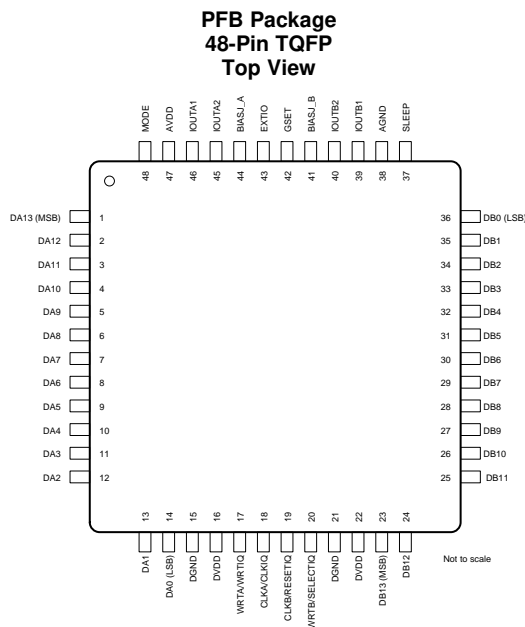 PFB Package
48-Pin TQFP
Top View
MODE
AVDD
IOUTA1
IOUTA2
BIASJ_A
EXTIO
GSET
BIASJ_B
IOUTB2
IOUTB1
AGND
SLEEP
48
47
46
45
44
43
42
41
40
39
38
37
DA13 (MSB) 1
DA12 2
DA11 3
DA10 4
DA9 5
DA8 6
DA7 7
DA6 8
DA5 9
DA4 10
DA3 11
DA2 12
36 DB0 (LSB)
35 DB1
34 DB2
33 DB3
32 DB4
31 DB5
30 DB6
29 DB7
28 DB8
27 DB9
26 DB10
25 DB11
13
14
15
16
17
18
19
20
21
22
23
24
DA1
DA0 (LSB)
DGND
DVDD
WRTA/WRTIQ
CLKA/CLKIQ
CLKB/RESETIQ
WRTB/SELECTIQ
DGND
DVDD
DB13 (MSB)
DB12
Not to scale